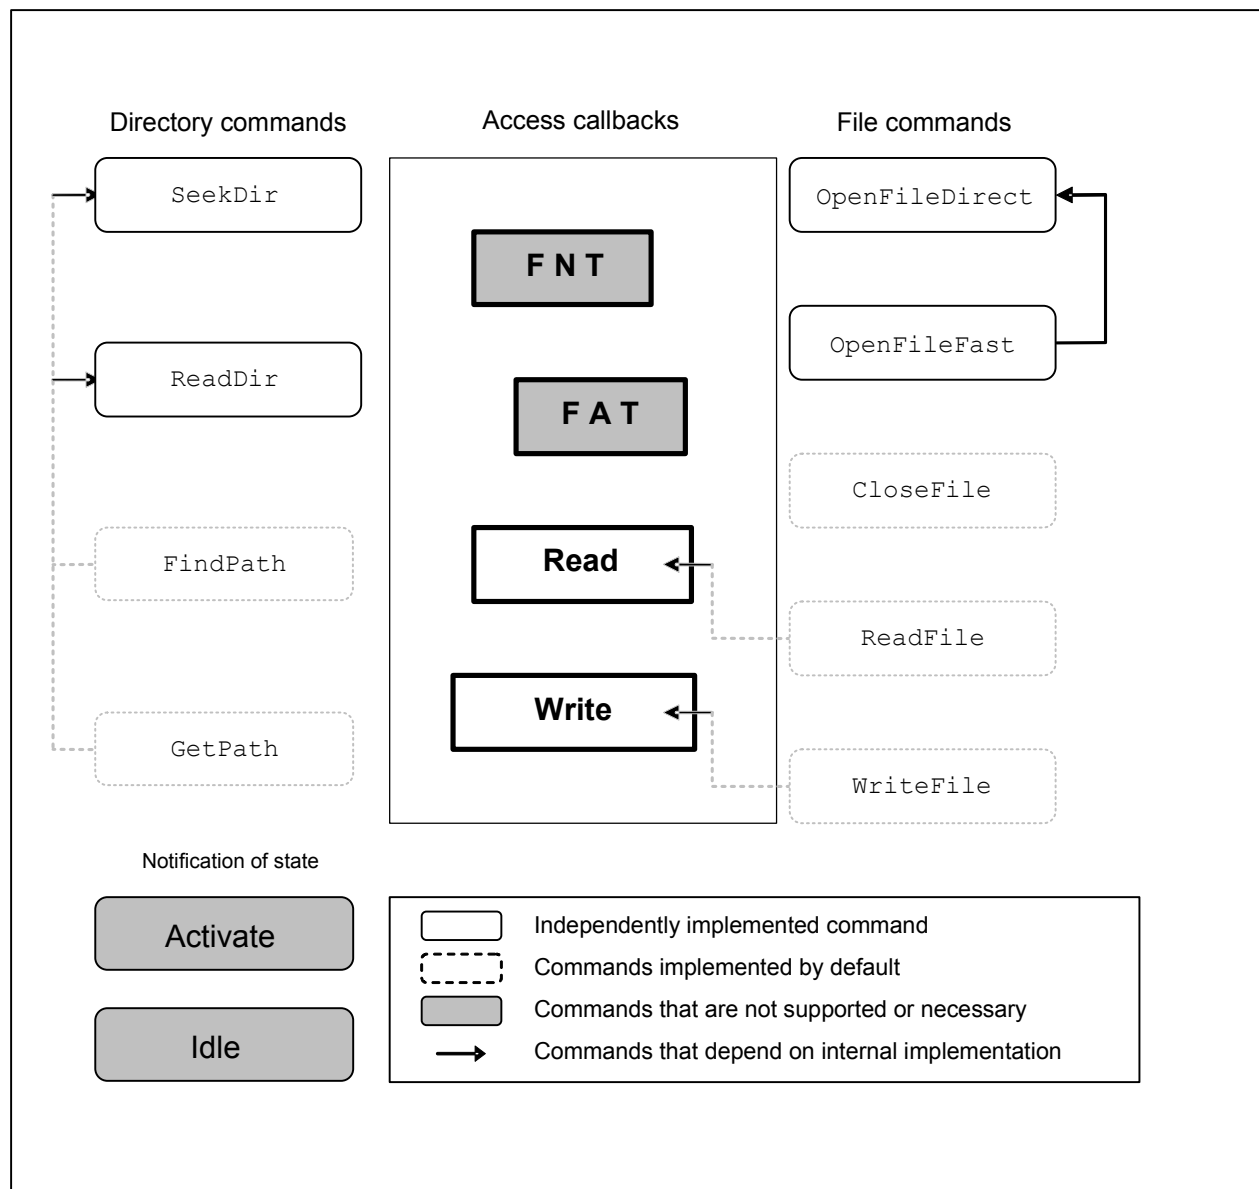 Directory commands
Access callbacks
File commands
SeekDir
OpenFileDirect
F N T
OpenFileFast
ReadDir
F A T
CloseFile
FindPath
Read
ReadFile
GetPath
Write
WriteFile
Notification of state
Activate
Idle
Independently implemented command
Commands implemented by default
Commands that are not supported or necessary
Commands that depend on internal implementation